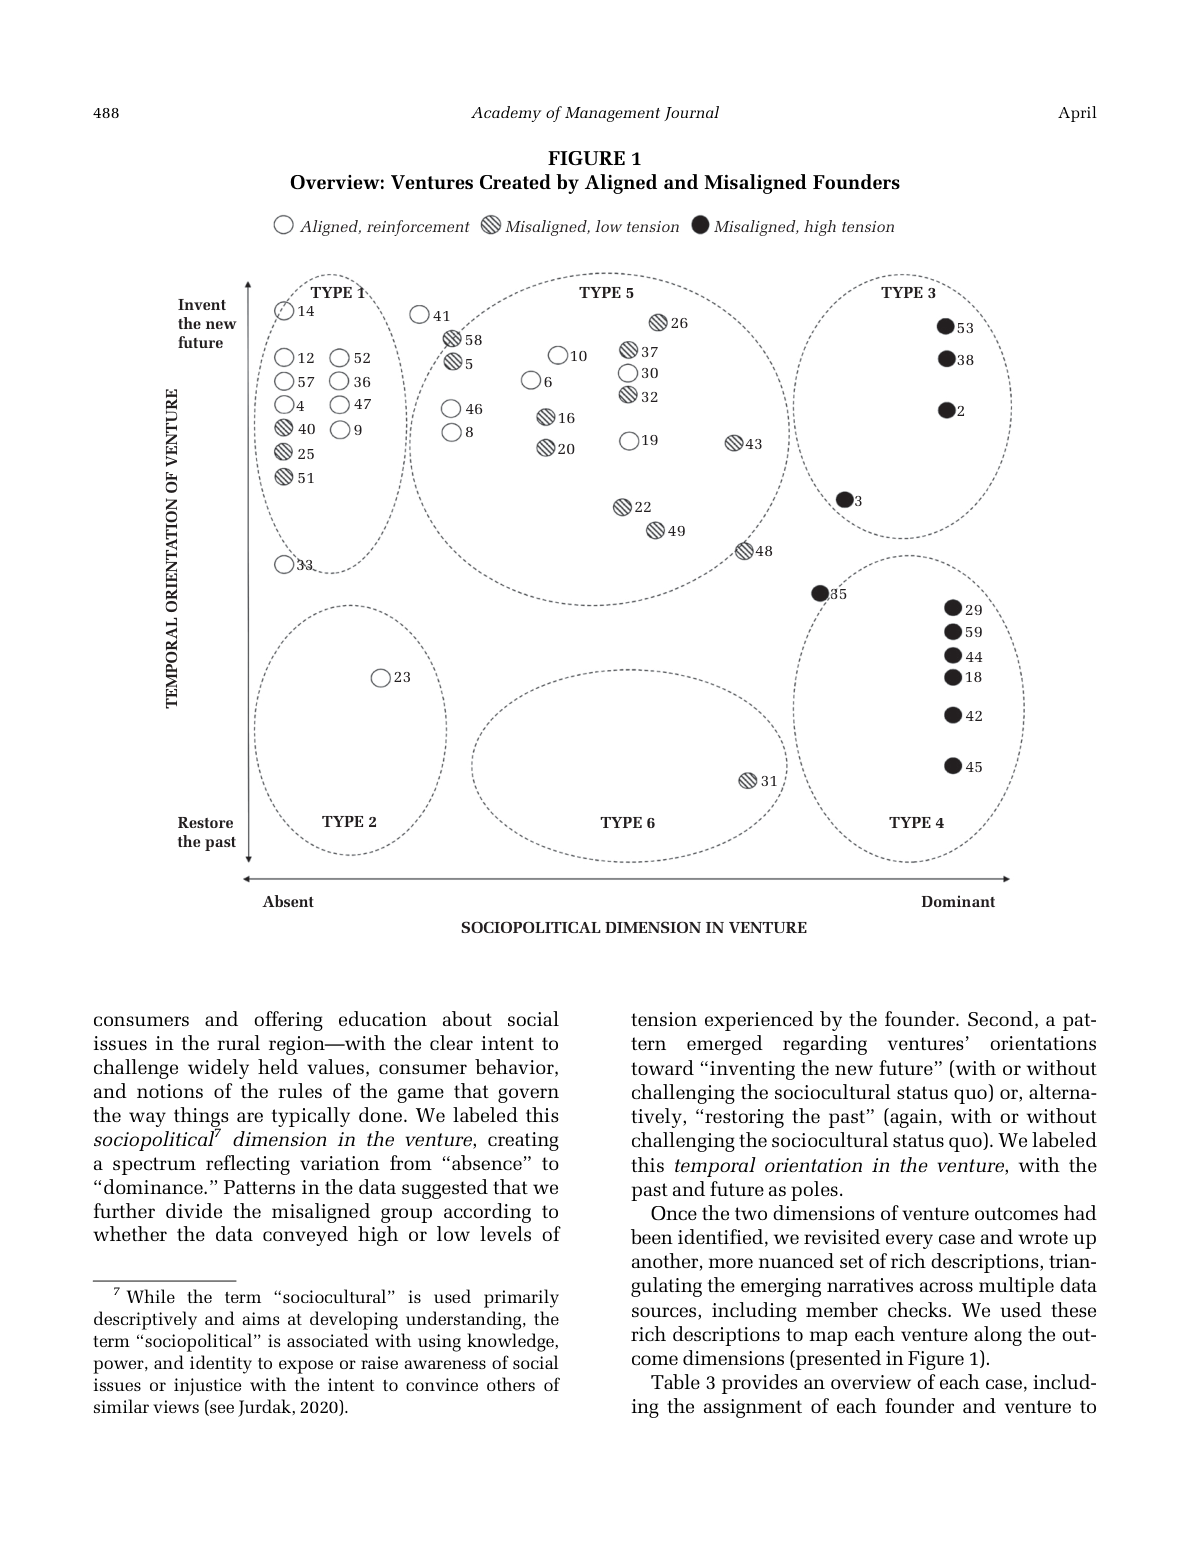 488
Academy of Management Journal
April
FIGURE 1
Overview: Ventures Created by Aligned and Misaligned Founders
Aligned, reinforcement
Misaligned, low tension
Misaligned, high tension
TYPE 1
TYPE 5
TYPE 3
Invent
the new
future
14
41
58
5
26
53
12
52
10
37
38
57
36
6
30
4
47
46
32
2
40
9
8
16
19
43
25
20
51
22
3
49
48
33
35
29
59
44
23
18
42
31
45
TEMPORAL ORIENTATION OF VENTURE
Restore
the past
TYPE 2
TYPE 6
TYPE 4
Absent
Dominant
SOCIOPOLITICAL DIMENSION IN VENTURE
consumers and offering education about social
issues in the rural region—with the clear intent to
challenge widely held values, consumer behavior,
and notions of the rules of the game that govern
the way things are typically done. We labeled this
sociopolitical⁷ dimension in the venture, creating
a spectrum reflecting variation from “absence” to
“dominance.” Patterns in the data suggested that we
further divide the misaligned group according to
whether the data conveyed high or low levels of
⁷ While the term “sociocultural” is used primarily
descriptively and aims at developing understanding, the
term “sociopolitical” is associated with using knowledge,
power, and identity to expose or raise awareness of social
issues or injustice with the intent to convince others of
similar views (see Jurdak, 2020).
tension experienced by the founder. Second, a pat-
tern emerged regarding ventures’ orientations
toward “inventing the new future” (with or without
challenging the sociocultural status quo) or, alterna-
tively, “restoring the past” (again, with or without
challenging the sociocultural status quo). We labeled
this temporal orientation in the venture, with the
past and future as poles.
Once the two dimensions of venture outcomes had
been identified, we revisited every case and wrote up
another, more nuanced set of rich descriptions, trian-
gulating the emerging narratives across multiple data
sources, including member checks. We used these
rich descriptions to map each venture along the out-
come dimensions (presented in Figure 1).
Table 3 provides an overview of each case, includ-
ing the assignment of each founder and venture to